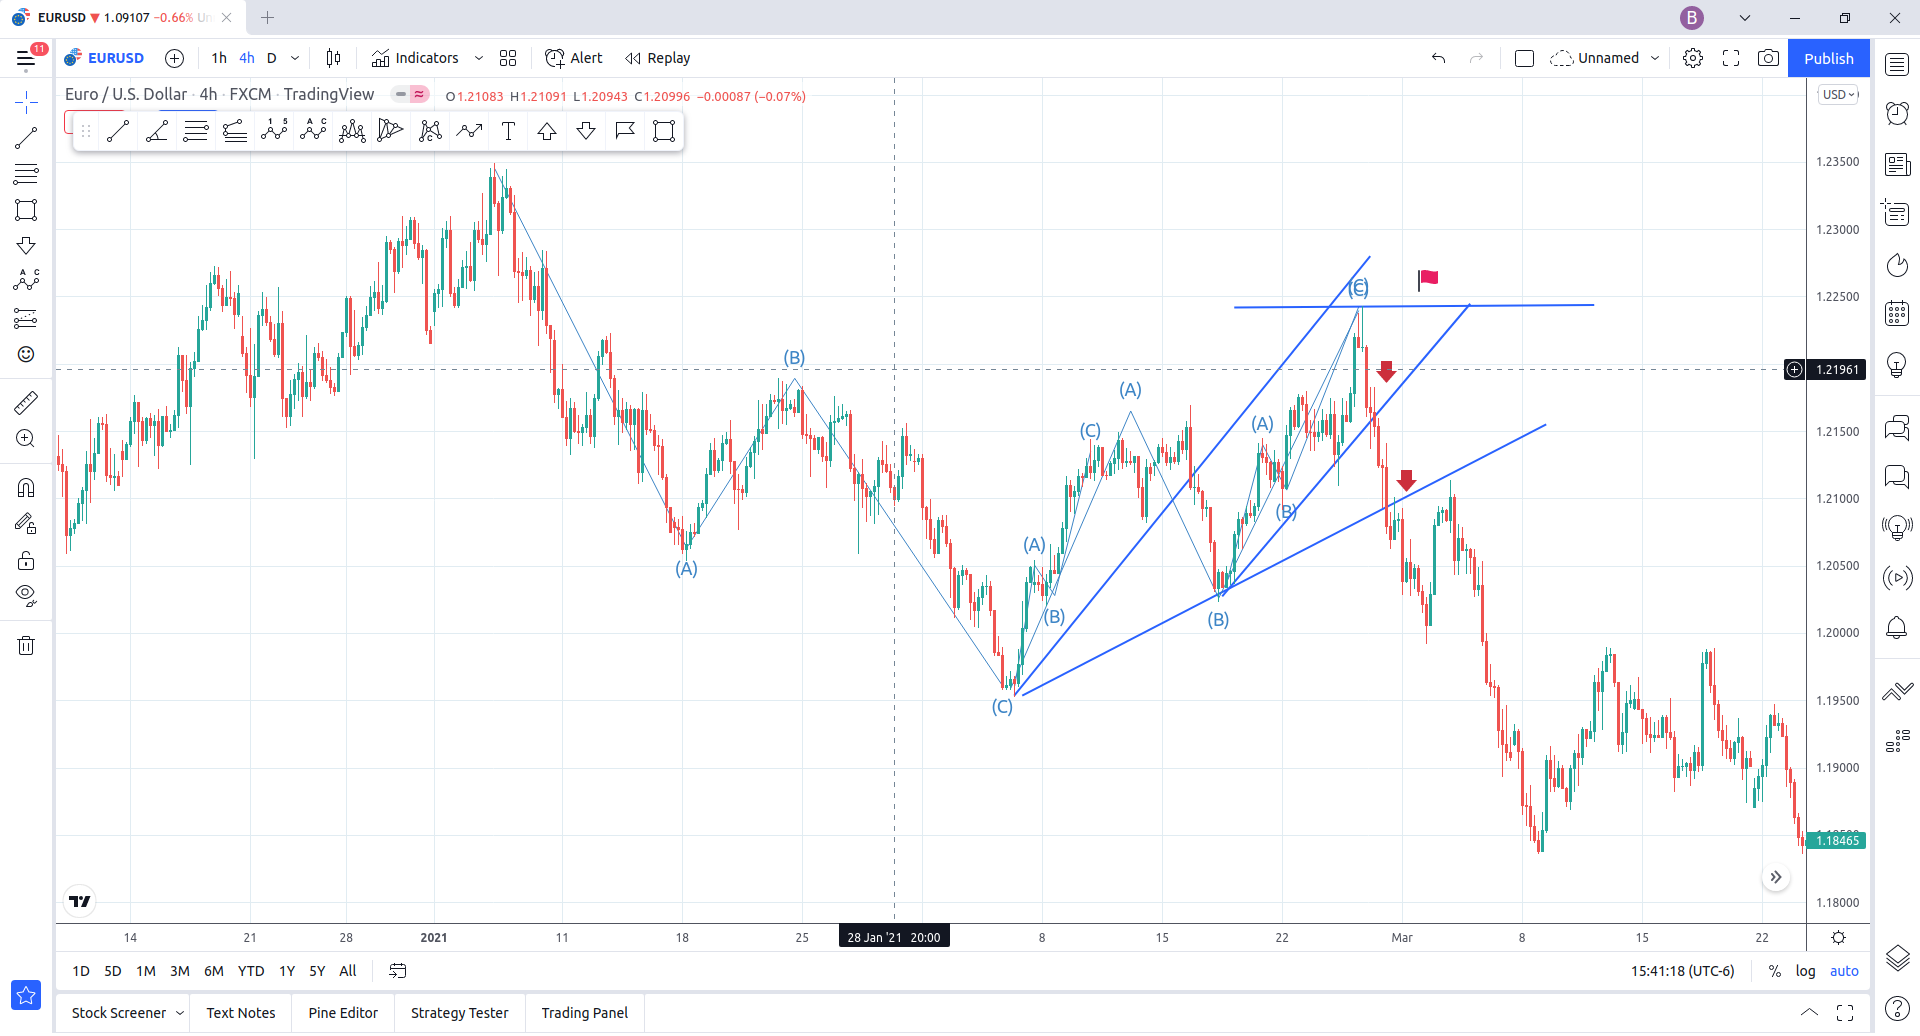 EURUSD ▼ 1.09107 −0.66% Un
B
11
EURUSD 1h 4h D Indicators Alert Replay Unnamed Publish
Euro / U.S. Dollar · 4h · FXCM · TradingView O1.21083 H1.21091 L1.20943 C1.20996 −0.00087 (−0.07%)
USD
1.23500
1.23000
1.22500
1.21961
1.21500
1.21000
1.20500
1.20000
1.19500
1.19000
1.18465
1.18000
(A)
(B)
(C)
(A)
(B)
(C)
(A)
(B)
(A)
(B)
(C)
14 21 28 2021 11 18 25 28 Jan '21 20:00 8 15 22 Mar 8 15 22
1D 5D 1M 3M 6M YTD 1Y 5Y All 15:41:18 (UTC-6) % log auto
Stock Screener Text Notes Pine Editor Strategy Tester Trading Panel